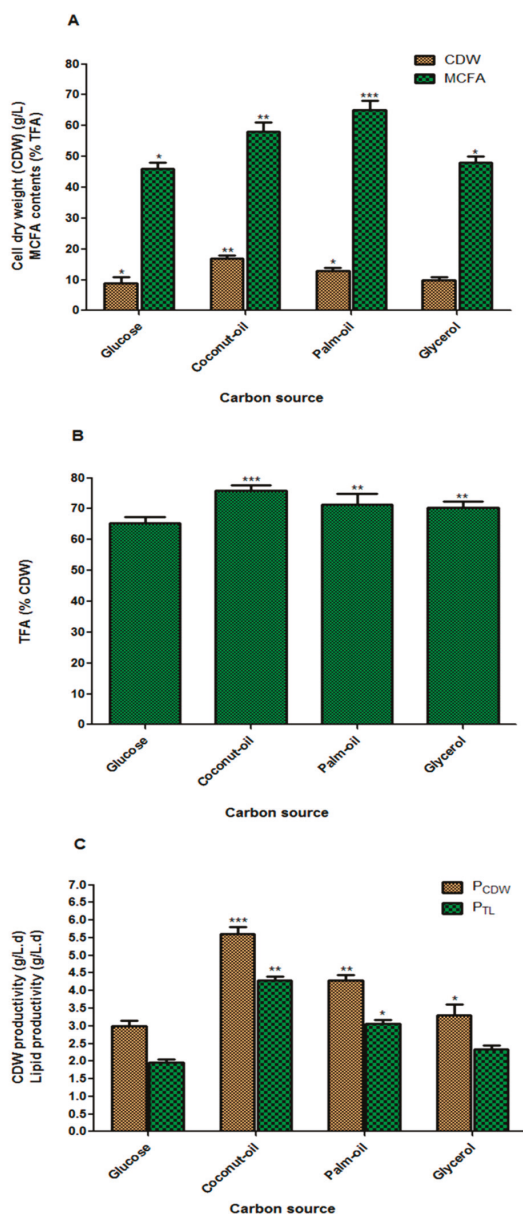 A
CDW
MCFA
Cell dry weight (CDW) (g/L)
MCFA contents (% TFA)
80
70
60
50
40
30
20
10
0
*
*
**
**
*
***
*
Glucose
Coconut-oil
Palm-oil
Glycerol
Carbon source
B
TFA (% CDW)
80
70
60
50
40
30
20
10
0
***
**
**
Glucose
Coconut-oil
Palm-oil
Glycerol
Carbon source
C
PCDW
PTL
CDW productivity (g/L.d)
Lipid productivity (g/L.d)
7.0
6.5
6.0
5.5
5.0
4.5
4.0
3.5
3.0
2.5
2.0
1.5
1.0
0.5
0.0
***
**
**
*
*
Glucose
Coconut-oil
Palm-oil
Glycerol
Carbon source